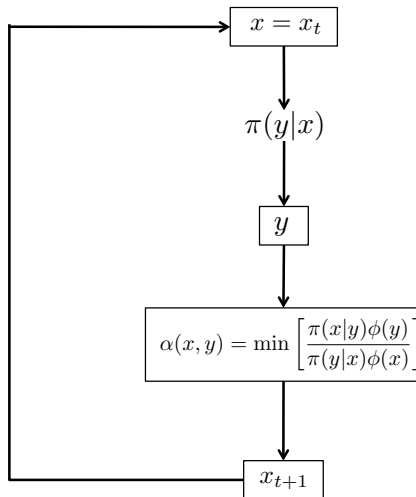 x = x_t
π(y|x)
y
α(x, y) = min [π(x|y)ϕ(y) / π(y|x)ϕ(x)]
x_{t+1}